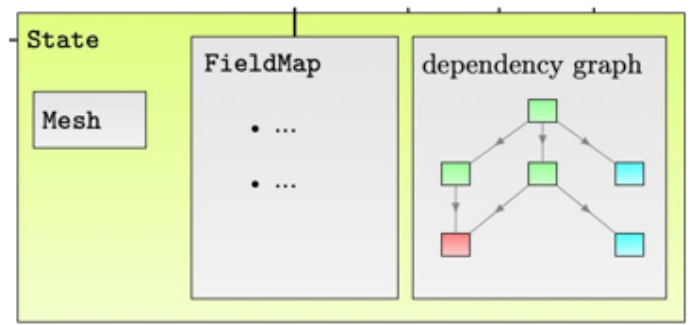 State
Mesh
FieldMap
• ...
• ...
dependency graph